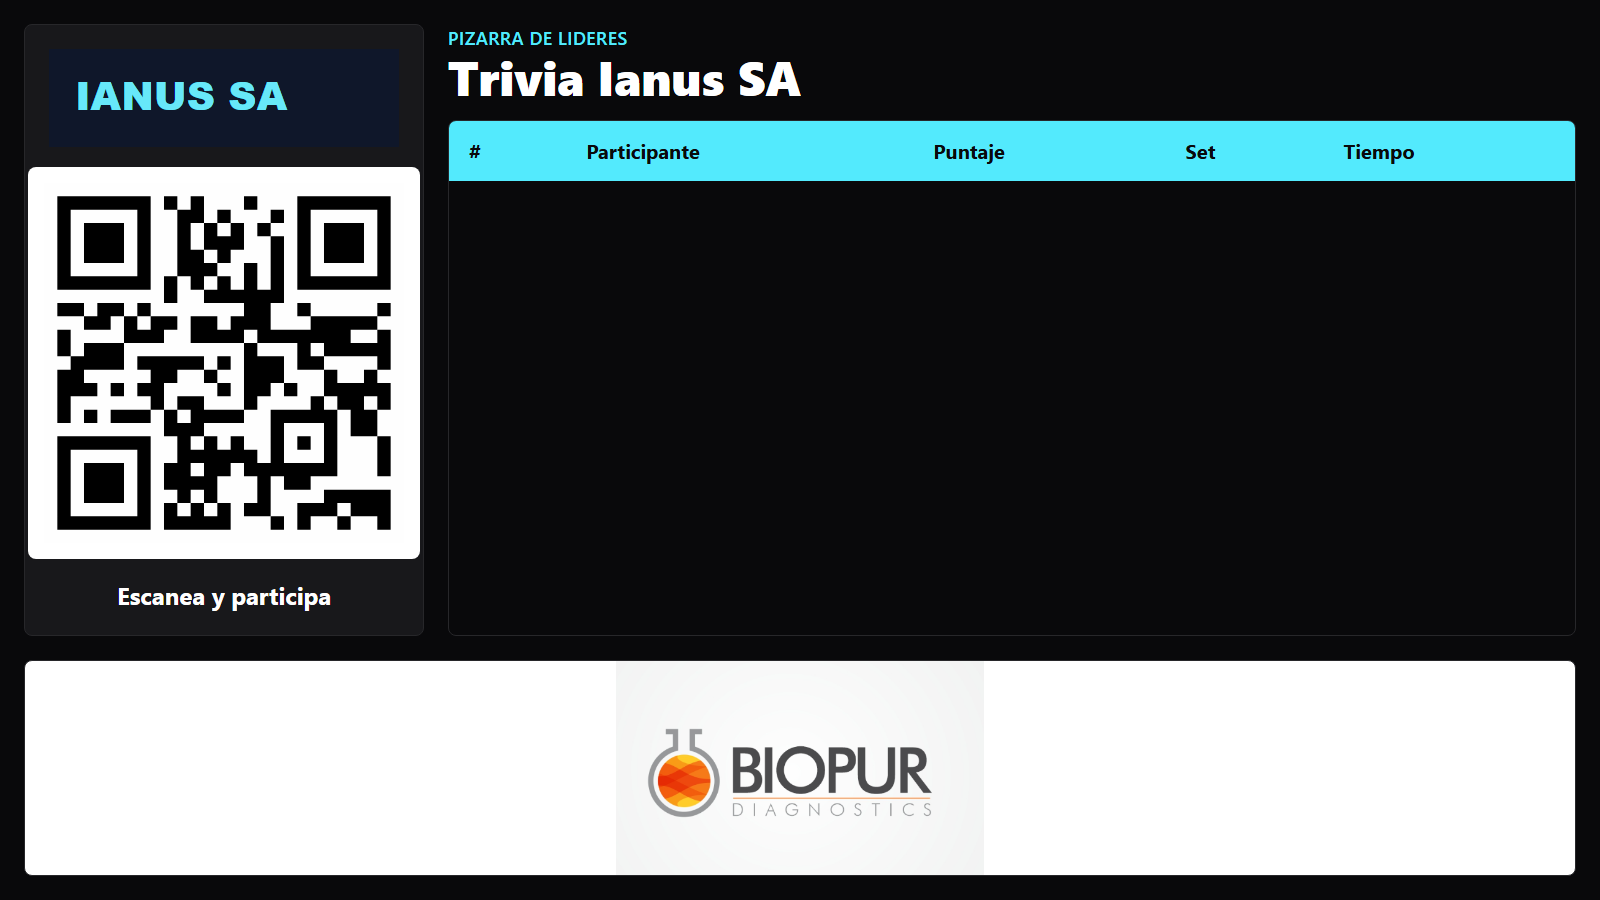 IANUS SA
Escanea y participa
PIZARRA DE LIDERES
Trivia Ianus SA
# Participante Puntaje Set Tiempo
BIOPUR
DIAGNOSTICS